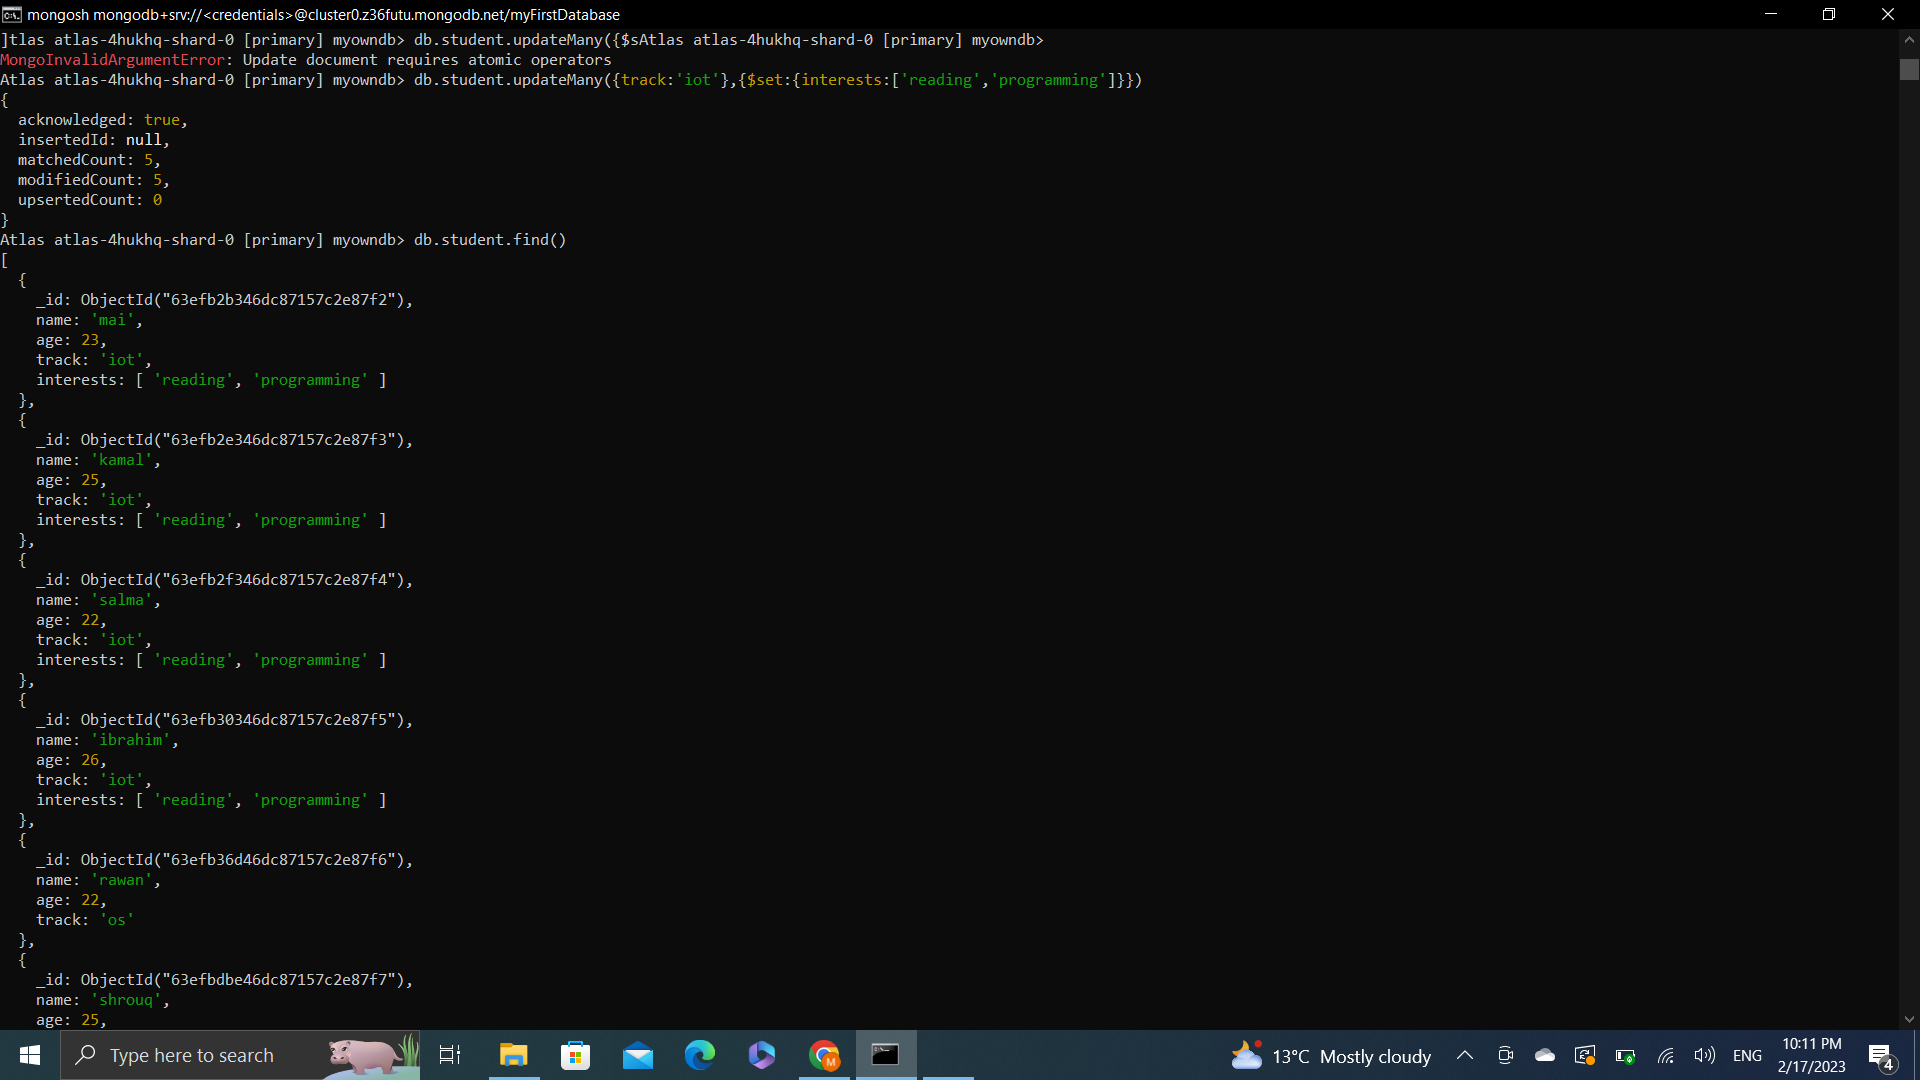 mongosh mongodb+srv://<credentials>@cluster0.z36futu.mongodb.net/myFirstDatabase
]tlas atlas-4hukhq-shard-0 [primary] myowndb> db.student.updateMany({$sAtlas atlas-4hukhq-shard-0 [primary] myowndb>
MongoInvalidArgumentError: Update document requires atomic operators
Atlas atlas-4hukhq-shard-0 [primary] myowndb> db.student.updateMany({track:'iot'},{$set:{interests:['reading','programming']}})
{
  acknowledged: true,
  insertedId: null,
  matchedCount: 5,
  modifiedCount: 5,
  upsertedCount: 0
}
Atlas atlas-4hukhq-shard-0 [primary] myowndb> db.student.find()
[
  {
    _id: ObjectId("63efb2b346dc87157c2e87f2"),
    name: 'mai',
    age: 23,
    track: 'iot',
    interests: [ 'reading', 'programming' ]
  },
  {
    _id: ObjectId("63efb2e346dc87157c2e87f3"),
    name: 'kamal',
    age: 25,
    track: 'iot',
    interests: [ 'reading', 'programming' ]
  },
  {
    _id: ObjectId("63efb2f346dc87157c2e87f4"),
    name: 'salma',
    age: 22,
    track: 'iot',
    interests: [ 'reading', 'programming' ]
  },
  {
    _id: ObjectId("63efb30346dc87157c2e87f5"),
    name: 'ibrahim',
    age: 26,
    track: 'iot',
    interests: [ 'reading', 'programming' ]
  },
  {
    _id: ObjectId("63efb36d46dc87157c2e87f6"),
    name: 'rawan',
    age: 22,
    track: 'os'
  },
  {
    _id: ObjectId("63efbdbe46dc87157c2e87f7"),
    name: 'shrouq',
    age: 25,
Type here to search
13°C Mostly cloudy
ENG
10:11 PM
2/17/2023
4